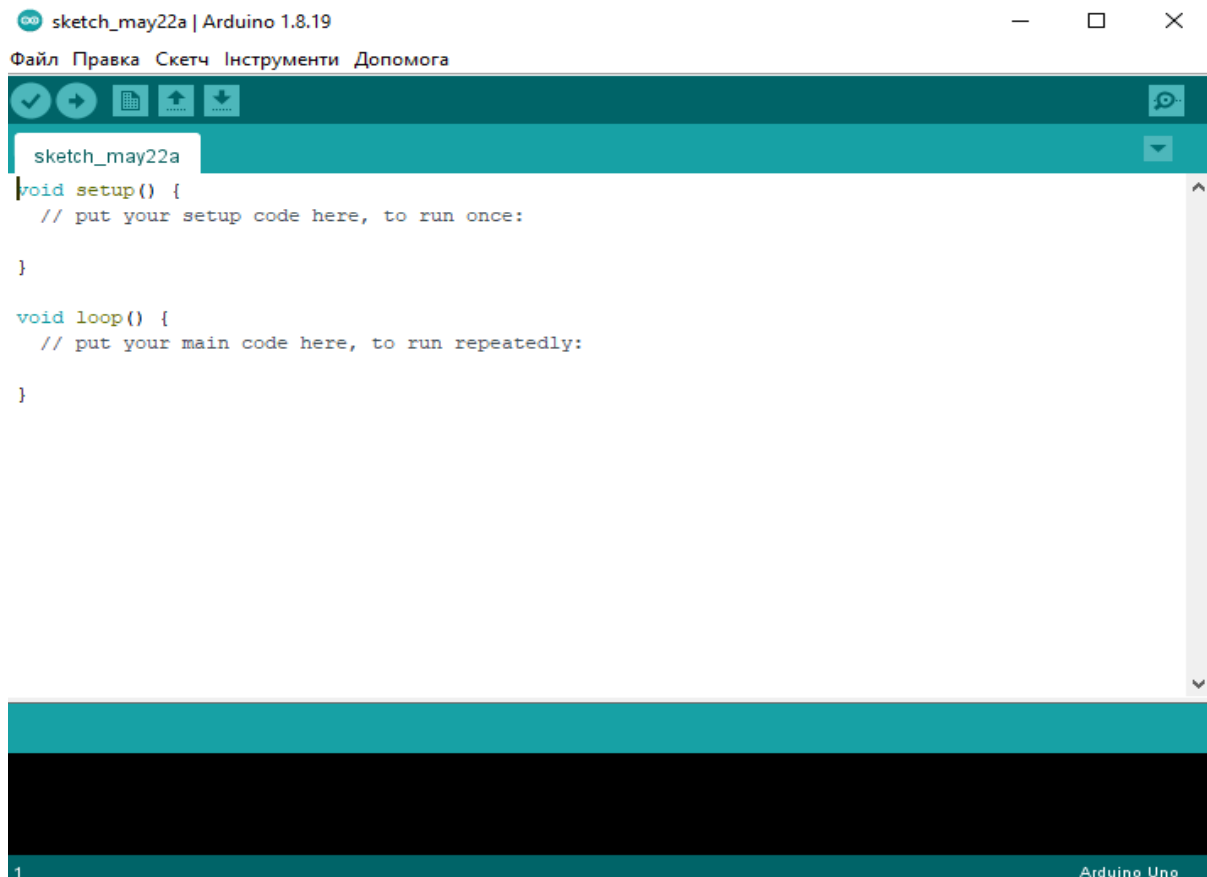 sketch_may22a | Arduino 1.8.19
Файл Правка Скетч Інструменти Допомога
sketch_may22a
void setup() {
  // put your setup code here, to run once:
}
void loop() {
  // put your main code here, to run repeatedly:
}
1 Arduino Uno